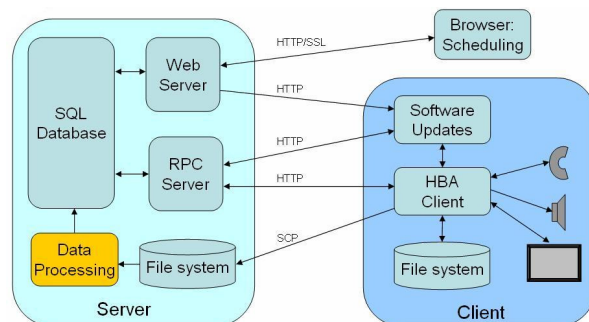 Browser:
Scheduling
HTTP/SSL
Web
Server
HTTP
SQL
Database
Software
Updates
HTTP
RPC
Server
HTTP
HBA
Client
SCP
Data
Processing
File system
File system
Server
Client